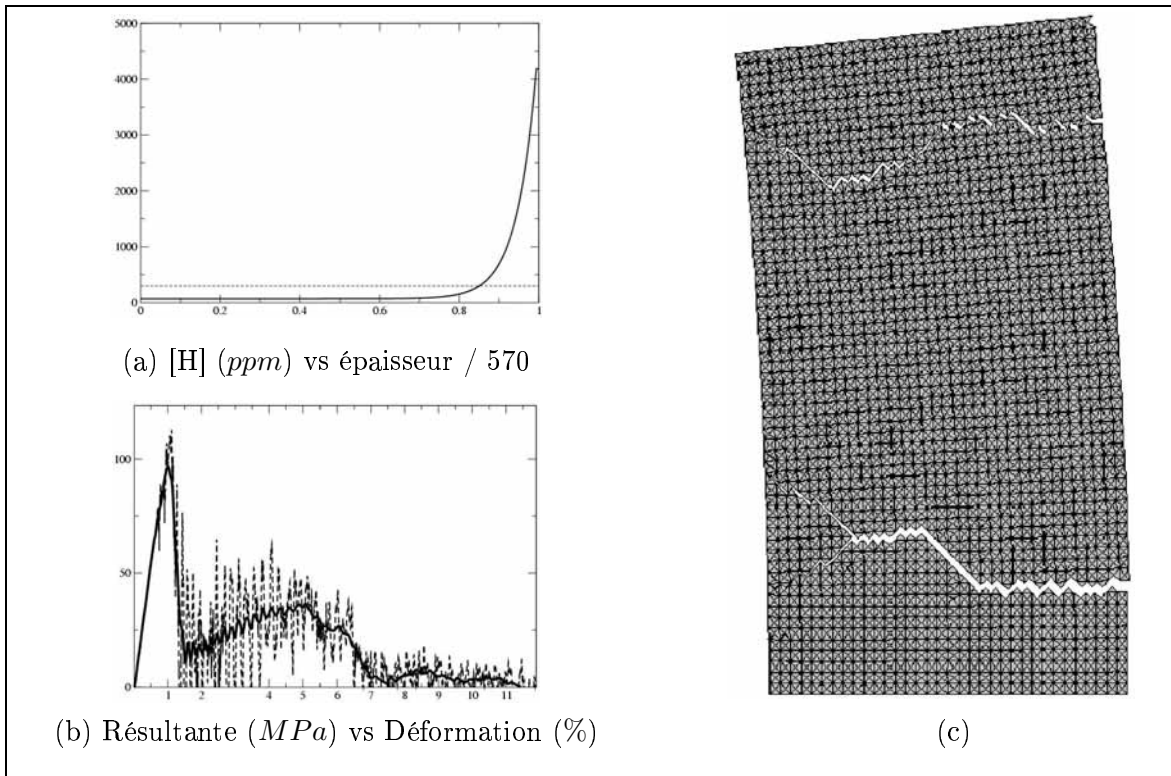 5000
4000
3000
2000
1000
0
0 0.2 0.4 0.6 0.8 1
(a) [H] (ppm) vs épaisseur / 570
100
50
0
1 2 4 5 6 7 8 9 10 11
(b) Résultante (MPa) vs Déformation (%)
(c)